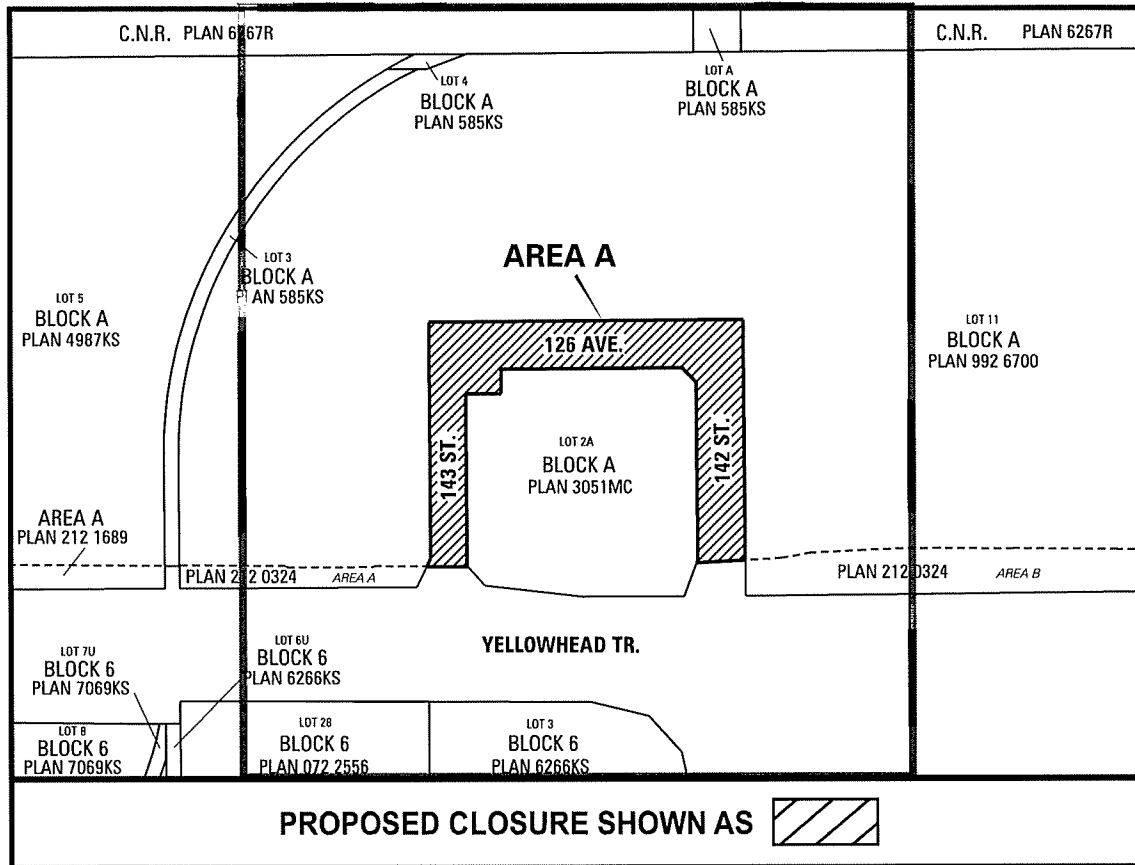 C.N.R. PLAN 6267R
C.N.R. PLAN 6267R
LOT 4
BLOCK A
PLAN 585KS
LOT A
BLOCK A
PLAN 585KS
LOT 3
BLOCK A
PLAN 585KS
AREA A
LOT 5
BLOCK A
PLAN 4987KS
126 AVE.
LOT 11
BLOCK A
PLAN 992 6700
143 ST.
LOT 2A
BLOCK A
PLAN 3051MC
142 ST.
AREA A
PLAN 212 1689
PLAN 212 0324 AREA A
PLAN 212 0324 AREA B
YELLOWHEAD TR.
LOT 7U
BLOCK 6
PLAN 7069KS
LOT 6U
BLOCK 6
PLAN 6266KS
LOT 8
BLOCK 6
PLAN 7069KS
LOT 28
BLOCK 6
PLAN 072 2556
LOT 3
BLOCK 6
PLAN 6266KS
PROPOSED CLOSURE SHOWN AS